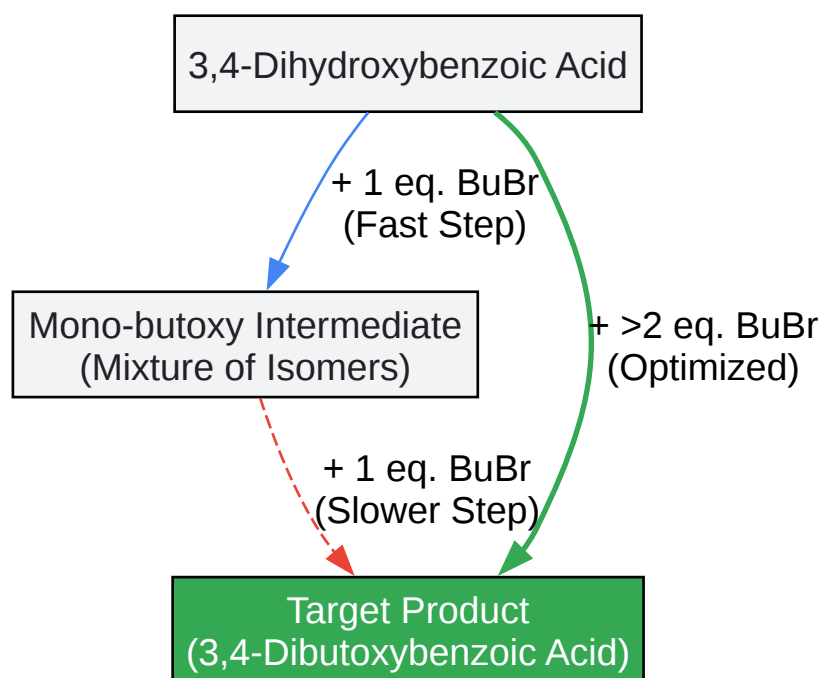 3,4-Dihydroxybenzoic Acid
+ 1 eq. BuBr
(Fast Step)
Mono-butoxy Intermediate
(Mixture of Isomers)
+ >2 eq. BuBr
(Optimized)
+ 1 eq. BuBr
(Slower Step)
Target Product
(3,4-Dibutoxybenzoic Acid)